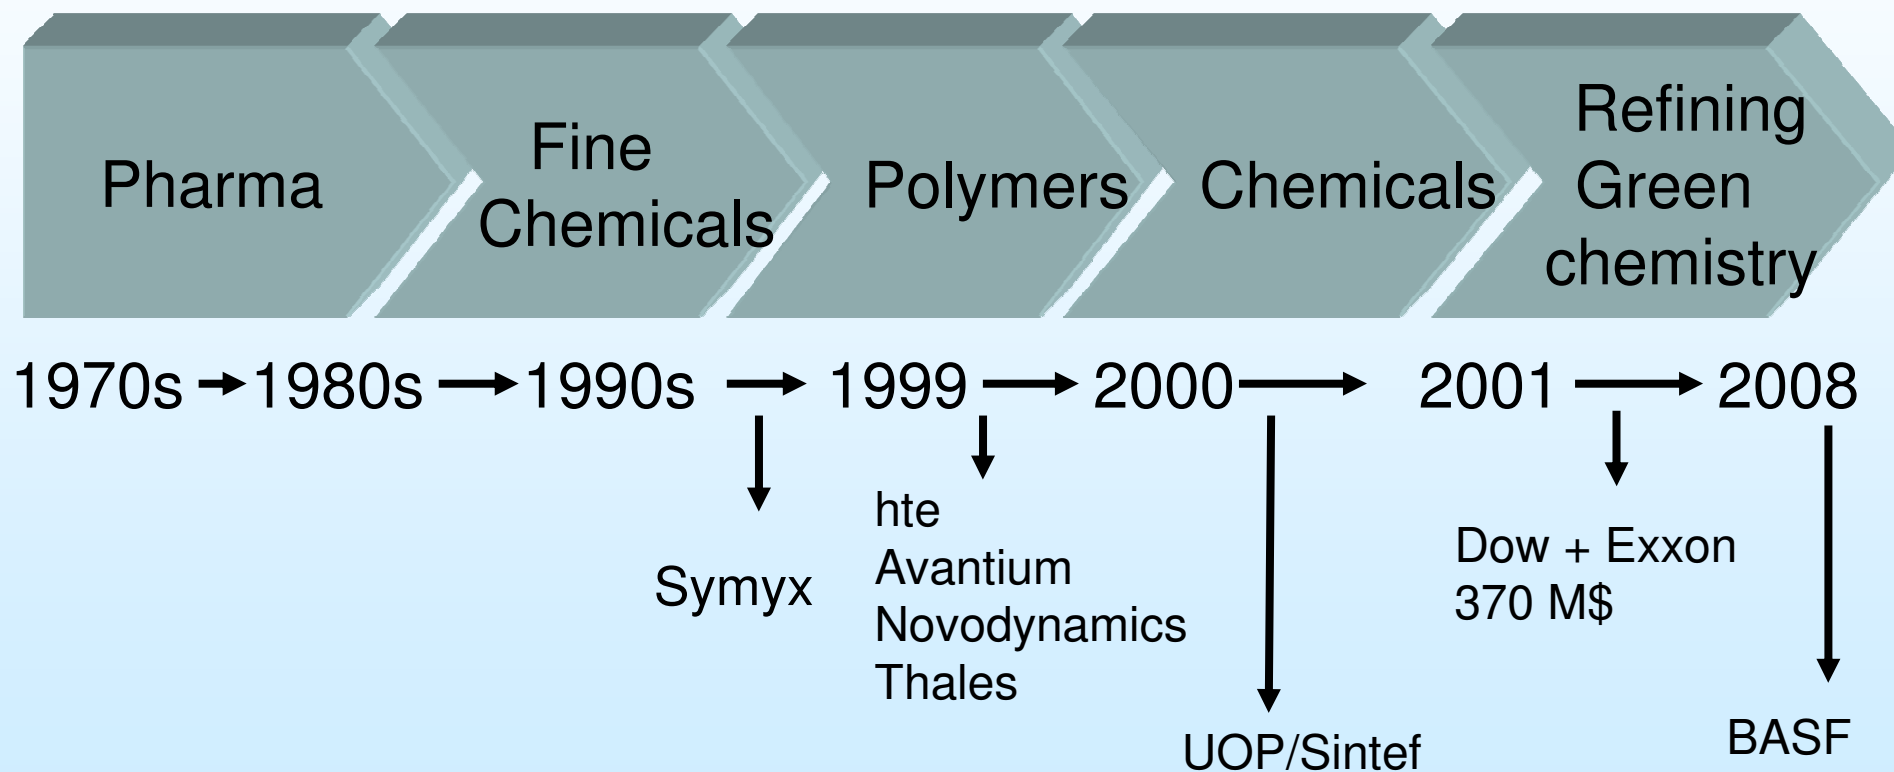 Pharma
Fine
Chemicals
Polymers
Chemicals
Refining
Green
chemistry
1970s 1980s 1990s 1999 2000 2001 2008
Symyx
hte
Avantium
Novodynamics
Thales
UOP/Sintef
Dow + Exxon
370 M$
BASF